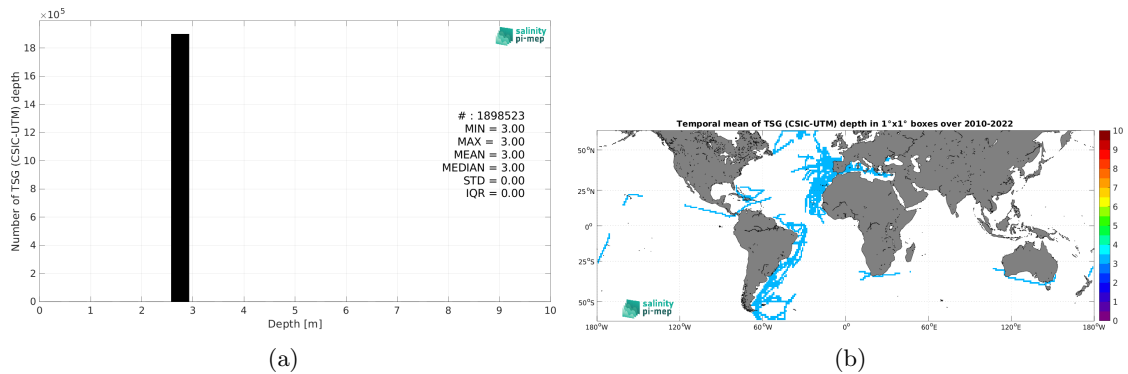 ×10⁵
18
16
14
12
10
8
6
4
2
0
0 1 2 3 4 5 6 7 8 9 10
Number of TSG (CSIC-UTM) depth
Depth [m]
salinity
pi-mep
# : 1898523
MIN = 3.00
MAX = 3.00
MEAN = 3.00
MEDIAN = 3.00
STD = 0.00
IQR = 0.00
(a)
Temporal mean of TSG (CSIC-UTM) depth in 1°x1° boxes over 2010-2022
50°N
25°N
0°
25°S
50°S
180°W 120°W 60°W 0° 60°E 120°E 180°E
salinity
pi-mep
10
9
8
7
6
5
4
3
2
1
0
(b)